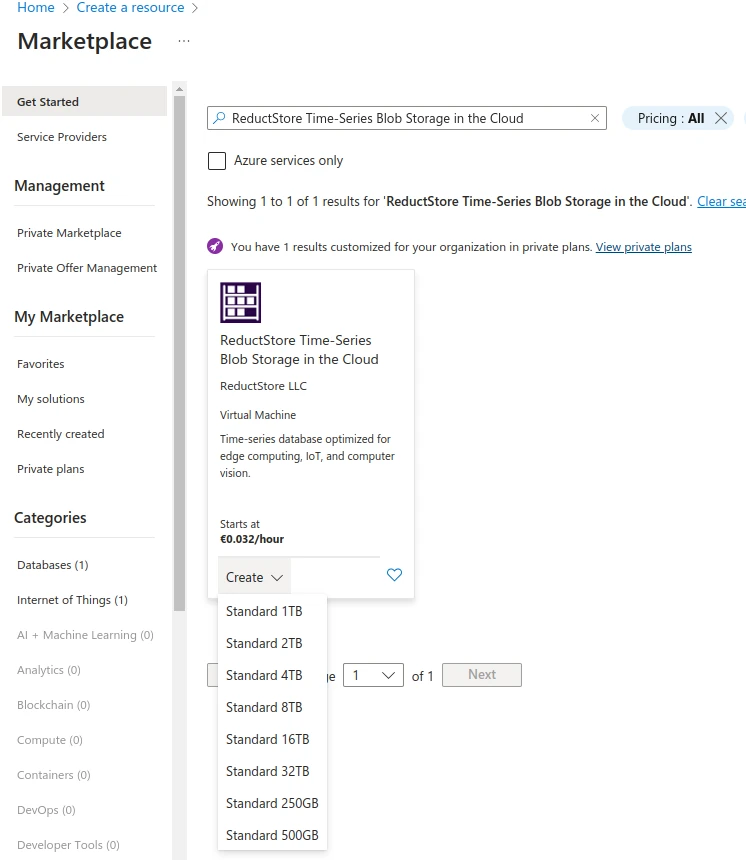 Home > Create a resource >
Marketplace ...
Get Started
Service Providers
Management
Private Marketplace
Private Offer Management
My Marketplace
Favorites
My solutions
Recently created
Private plans
Categories
Databases (1)
Internet of Things (1)
AI + Machine Learning (0)
Analytics (0)
Blockchain (0)
Compute (0)
Containers (0)
DevOps (0)
Developer Tools (0)
ReductStore Time-Series Blob Storage in the Cloud
Pricing : All
Azure services only
Showing 1 to 1 of 1 results for 'ReductStore Time-Series Blob Storage in the Cloud'. Clear sea
You have 1 results customized for your organization in private plans. View private plans
ReductStore Time-Series
Blob Storage in the Cloud
ReductStore LLC
Virtual Machine
Time-series database optimized for
edge computing, IoT, and computer
vision.
Starts at
€0.032/hour
Create
Standard 1TB
Standard 2TB
Standard 4TB
Standard 8TB
Standard 16TB
Standard 32TB
Standard 250GB
Standard 500GB
1 of 1 Next